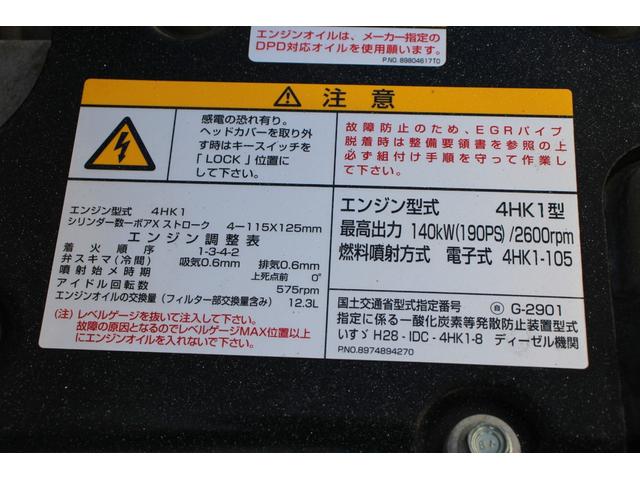 エンジンオイルは、メーカー指定の
DPD対応オイルを使用願います。
P.NO. 89804617T0
注意
感電の恐れ有り。
ヘッドカバーを取り外
す時はキースイッチを
「LOCK」位置に
して下さい。
故障防止のため、EGRパイプ
脱着時は整備要領書を参照の上
必ず組付け手順を守って作業し
て下さい。
エンジン型式 4HK1
シリンダー数ーボアX ストローク 4ー115X125mm
エンジン調整表
着火順序 1-3-4-2
弁スキマ(冷間) 吸気0.6mm 排気0.6mm
噴射始め時期 上死点前 0°
アイドル回転数 575rpm
エンジンオイルの交換量(フィルター部交換量含み) 12.3L
(注)レベルゲージを抜いて注入して下さい。
故障の原因となるのでレベルゲージMAX位置以上
にエンジンオイルを入れないで下さい。
エンジン型式 4HK1型
最高出力 140kW(190PS)/2600rpm
燃料噴射方式 電子式 4HK1-105
国土交通省型式指定番号 G-2901
指定に係る一酸化炭素等発散防止装置型式
いすゞ H28-IDC-4HK1-8 ディーゼル機関
P.NO.8974894270